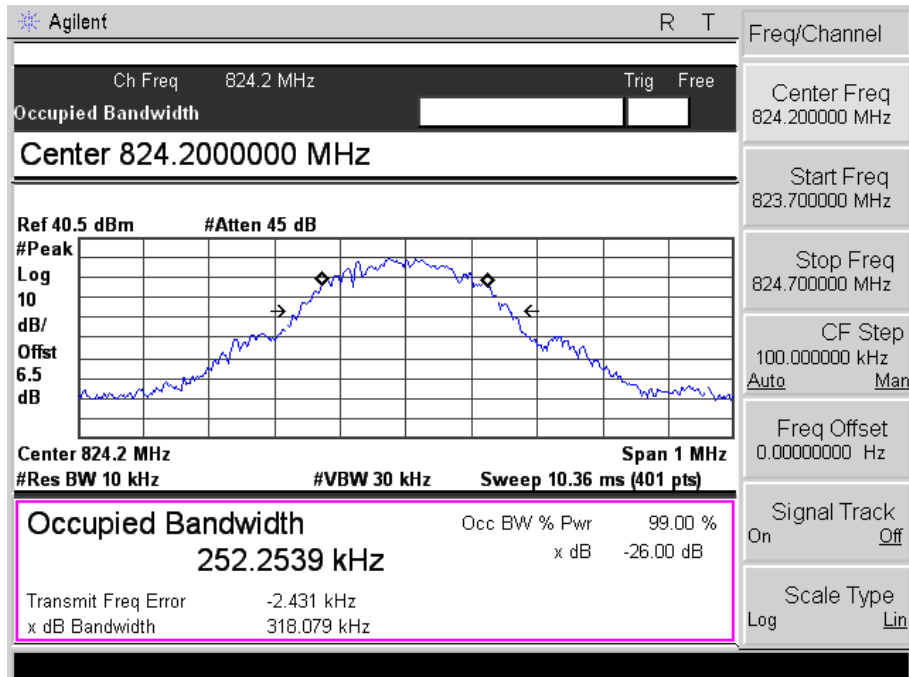 Agilent R T
Ch Freq 824.2 MHz Trig Free
Occupied Bandwidth
Center 824.2000000 MHz
Ref 40.5 dBm #Atten 45 dB
#Peak
Log
10
dB/
Offst
6.5
dB
Center 824.2 MHz Span 1 MHz
#Res BW 10 kHz #VBW 30 kHz Sweep 10.36 ms (401 pts)
Occupied Bandwidth
252.2539 kHz
Occ BW % Pwr 99.00 %
x dB -26.00 dB
Transmit Freq Error -2.431 kHz
x dB Bandwidth 318.079 kHz
Freq/Channel
Center Freq
824.200000 MHz
Start Freq
823.700000 MHz
Stop Freq
824.700000 MHz
CF Step
100.000000 kHz
Auto Man
Freq Offset
0.00000000 Hz
Signal Track
On Off
Scale Type
Log Lin